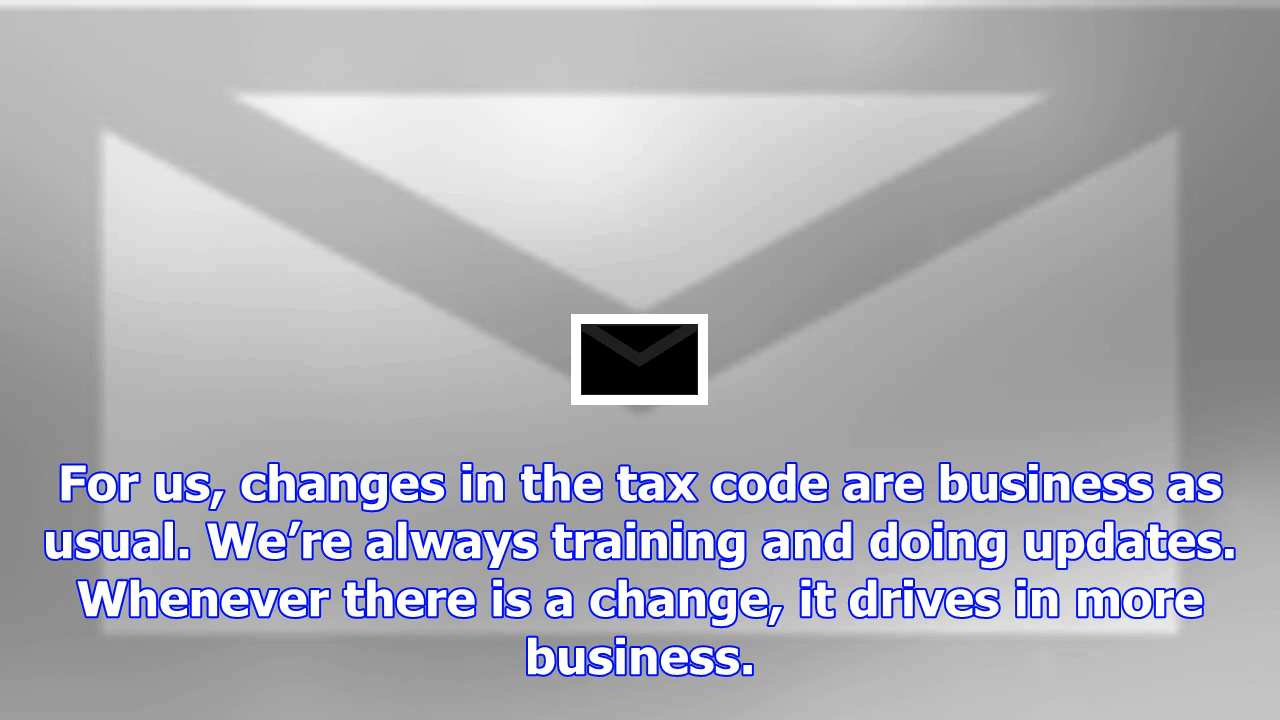 For us, changes in the tax code are business as
usual. We’re always training and doing updates.
Whenever there is a change, it drives in more
business.